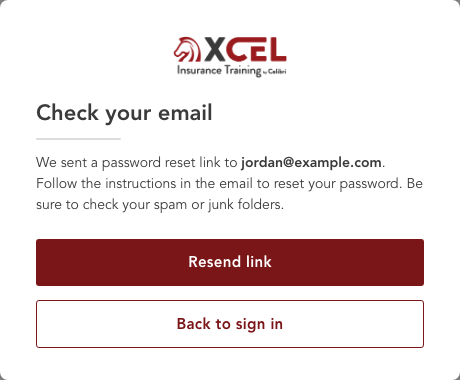 XCEL
Insurance Training by Colibri
Check your email
We sent a password reset link to jordan@example.com.
Follow the instructions in the email to reset your password. Be
sure to check your spam or junk folders.
Resend link
Back to sign in